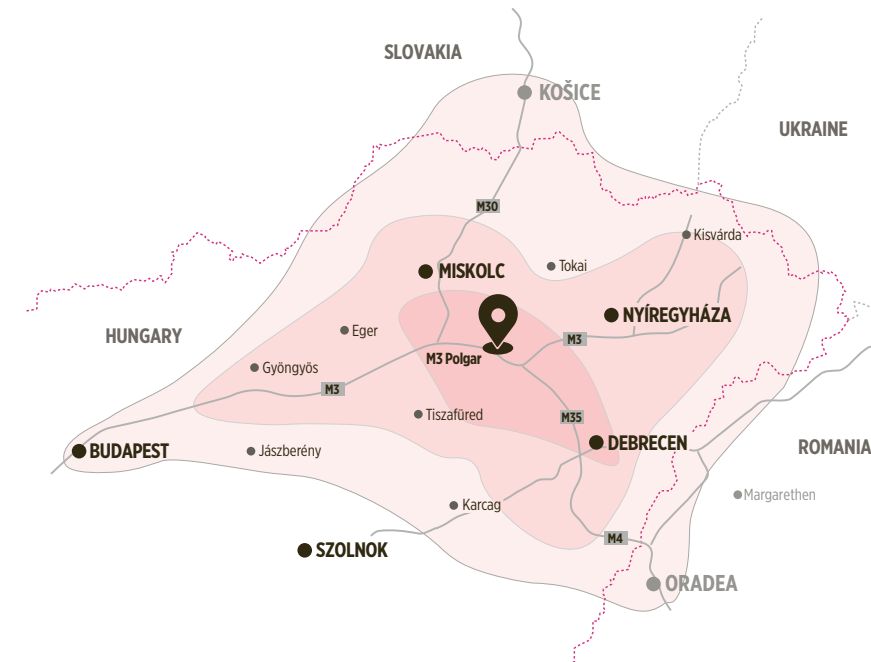 SLOVAKIA
KOŠICE
UKRAINE
M30
Kisvárda
MISKOLC
Tokai
NYÍREGYHÁZA
HUNGARY
Eger
M3
M3 Polgar
Gyöngyös
M3
Tiszafüred
M35
DEBRECEN
BUDAPEST
Jászberény
ROMANIA
Margarethen
Karcag
M4
SZOLNOK
ORADEA